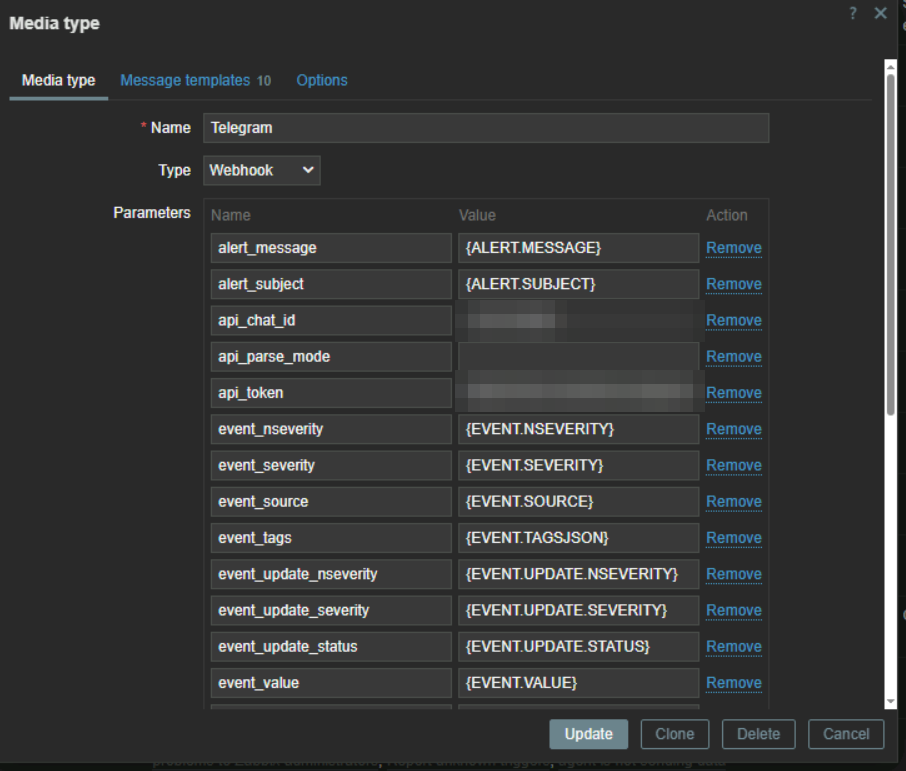 Media type
? ×
Media type Message templates 10 Options
* Name Telegram
Type Webhook
Parameters Name Value Action
alert_message {ALERT.MESSAGE} Remove
alert_subject {ALERT.SUBJECT} Remove
api_chat_id Remove
api_parse_mode Remove
api_token Remove
event_nseverity {EVENT.NSEVERITY} Remove
event_severity {EVENT.SEVERITY} Remove
event_source {EVENT.SOURCE} Remove
event_tags {EVENT.TAGSJSON} Remove
event_update_nseverity {EVENT.UPDATE.NSEVERITY} Remove
event_update_severity {EVENT.UPDATE.SEVERITY} Remove
event_update_status {EVENT.UPDATE.STATUS} Remove
event_value {EVENT.VALUE} Remove
Update Clone Delete Cancel